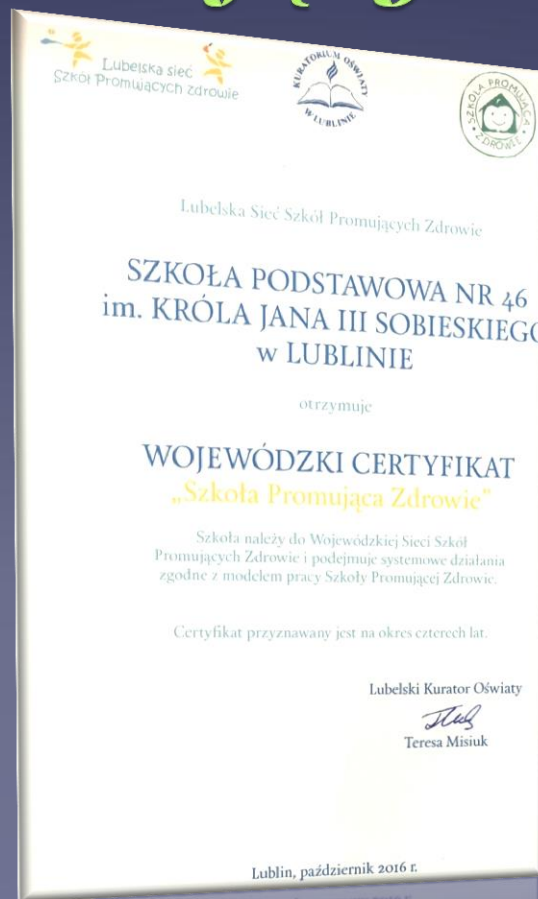 Lubelska sieć
Szkół Promujących zdrowie
KURATORIUM OŚWIATY
W LUBLINIE
SZKOŁA PROMUJĄCA
ZDROWIE
Lubelska Sieć Szkół Promujących Zdrowie
SZKOŁA PODSTAWOWA NR 46
im. KRÓLA JANA III SOBIESKIEGO
w LUBLINIE
otrzymuje
WOJEWÓDZKI CERTYFIKAT
„Szkoła Promująca Zdrowie”
Szkoła należy do Wojewódzkiej Sieci Szkół
Promujących Zdrowie i podejmuje systemowe działania
zgodne z modelem pracy Szkoły Promującej Zdrowie.
Certyfikat przyznawany jest na okres czterech lat.
Lubelski Kurator Oświaty
Teresa Misiuk
Lublin, październik 2016 r.